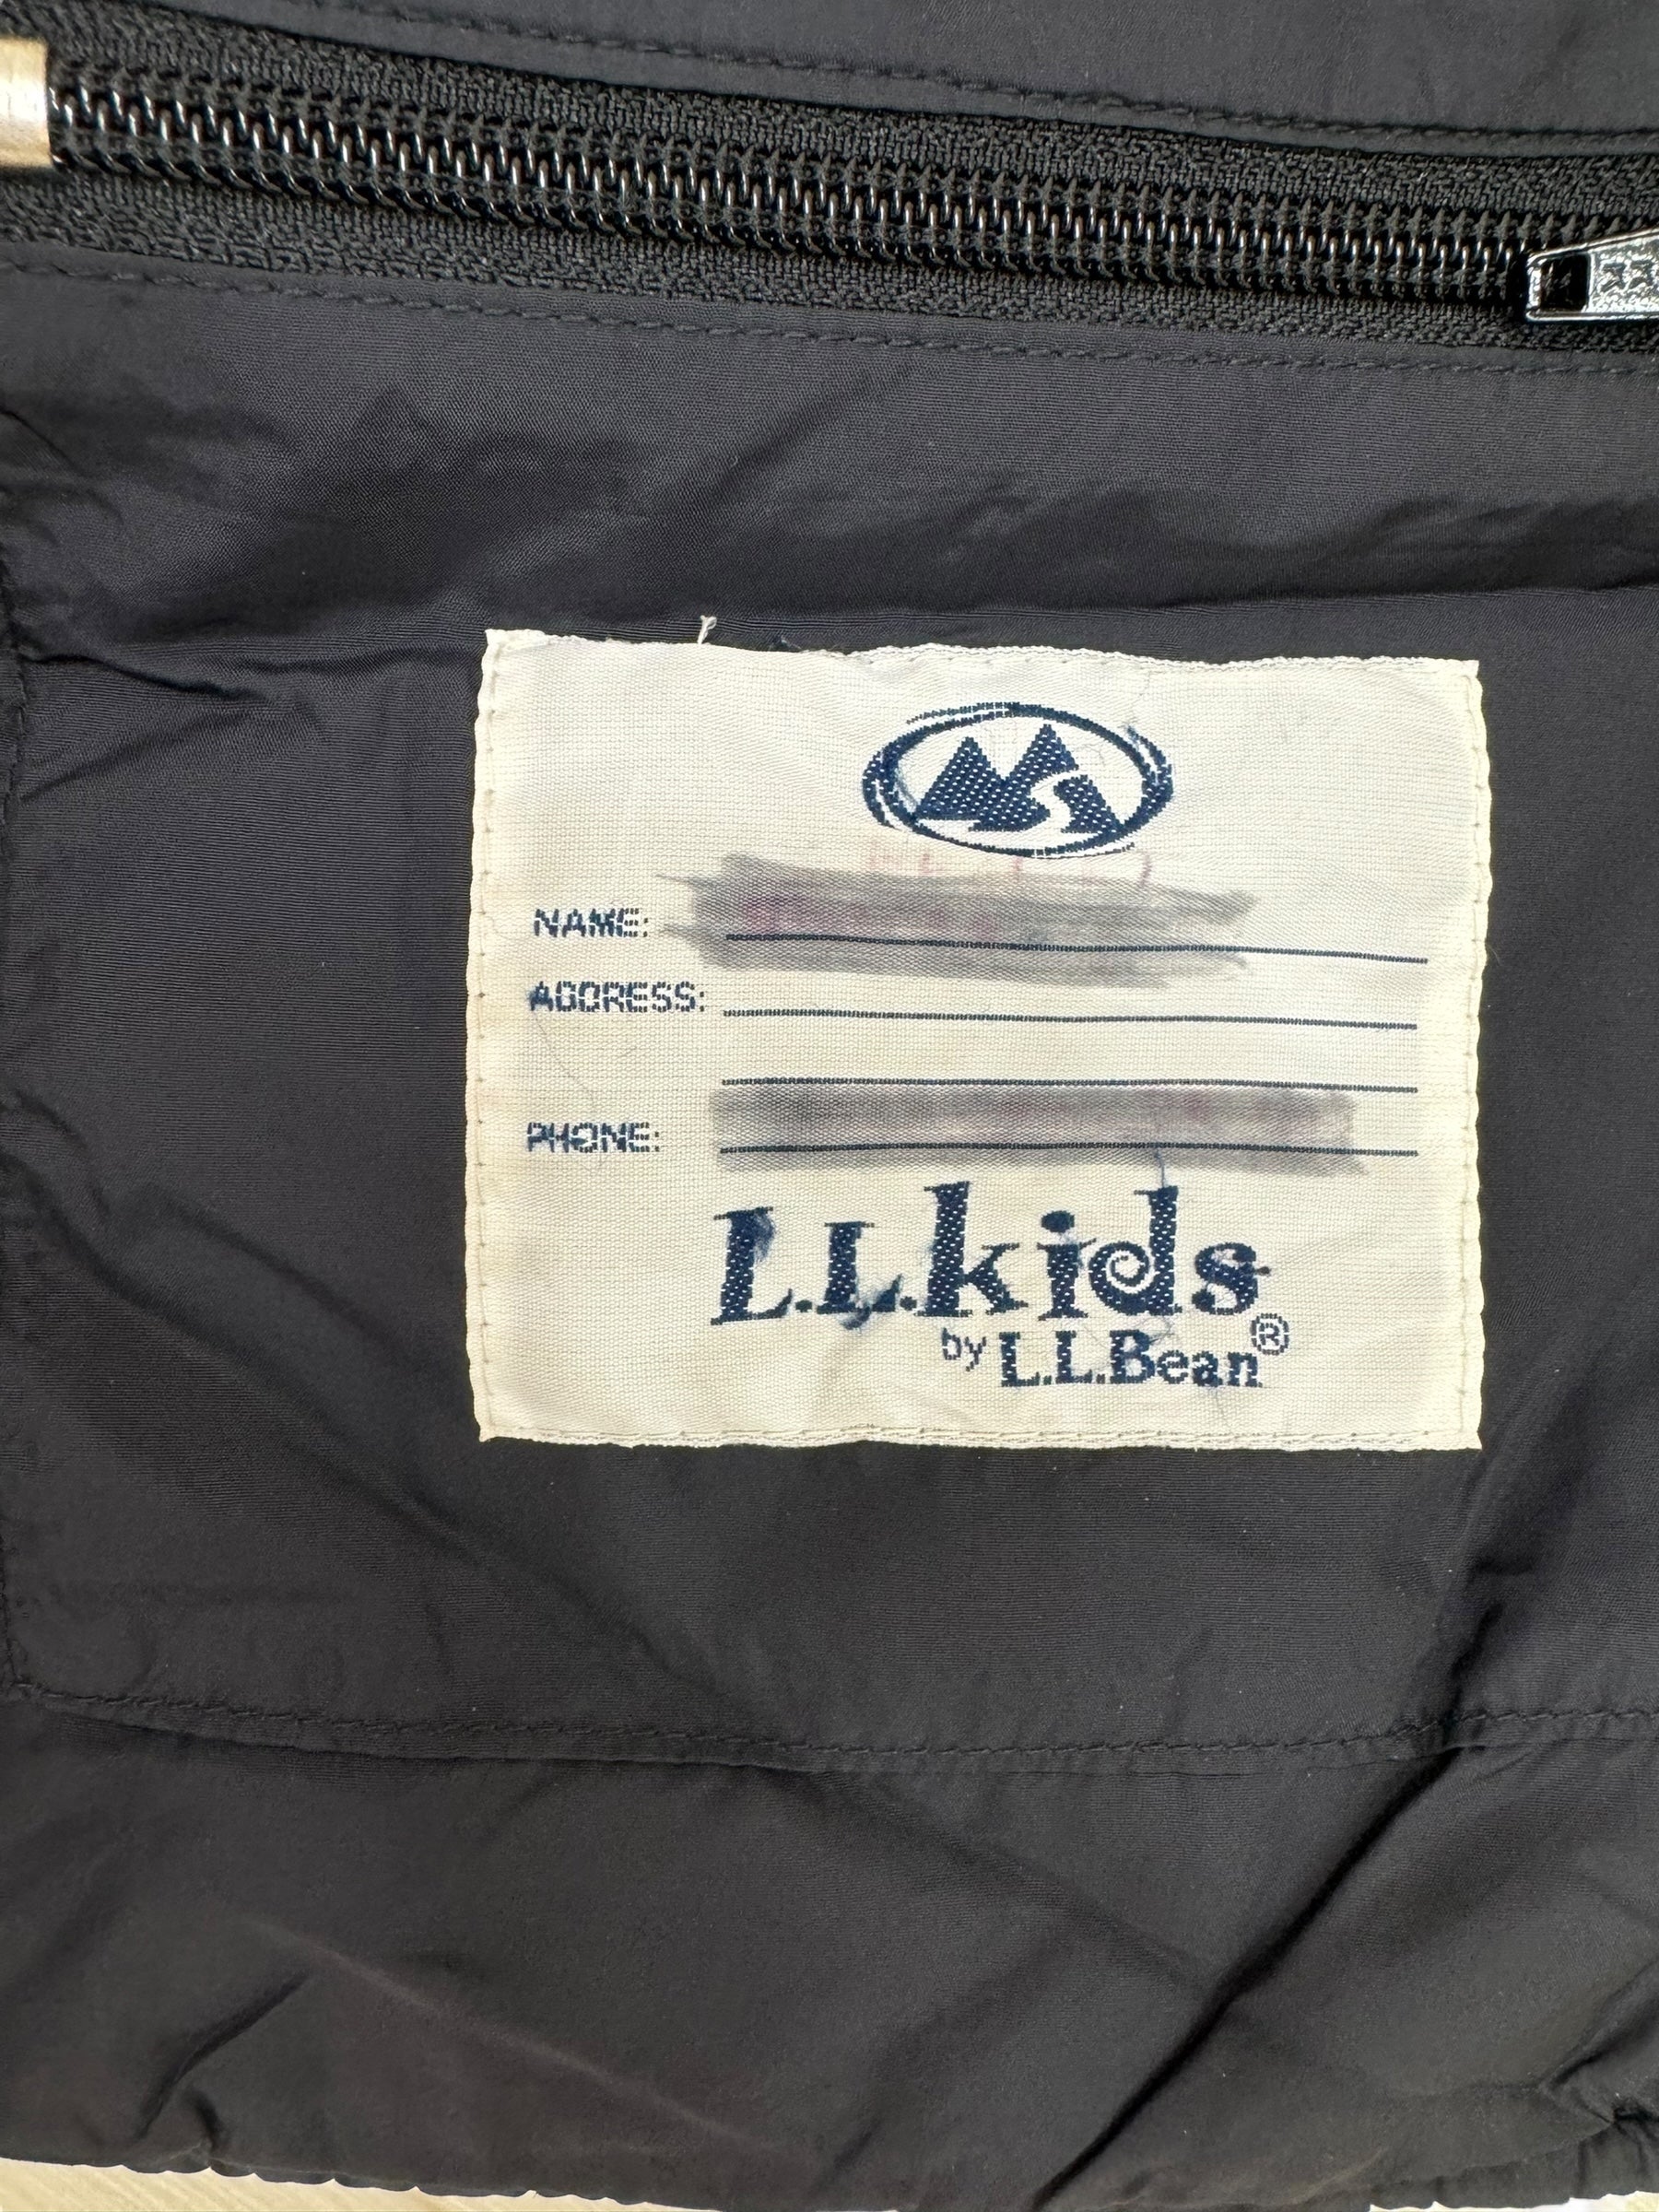 NAME:
ADDRESS:
PHONE:
L.L.kids
by L.L.Bean®